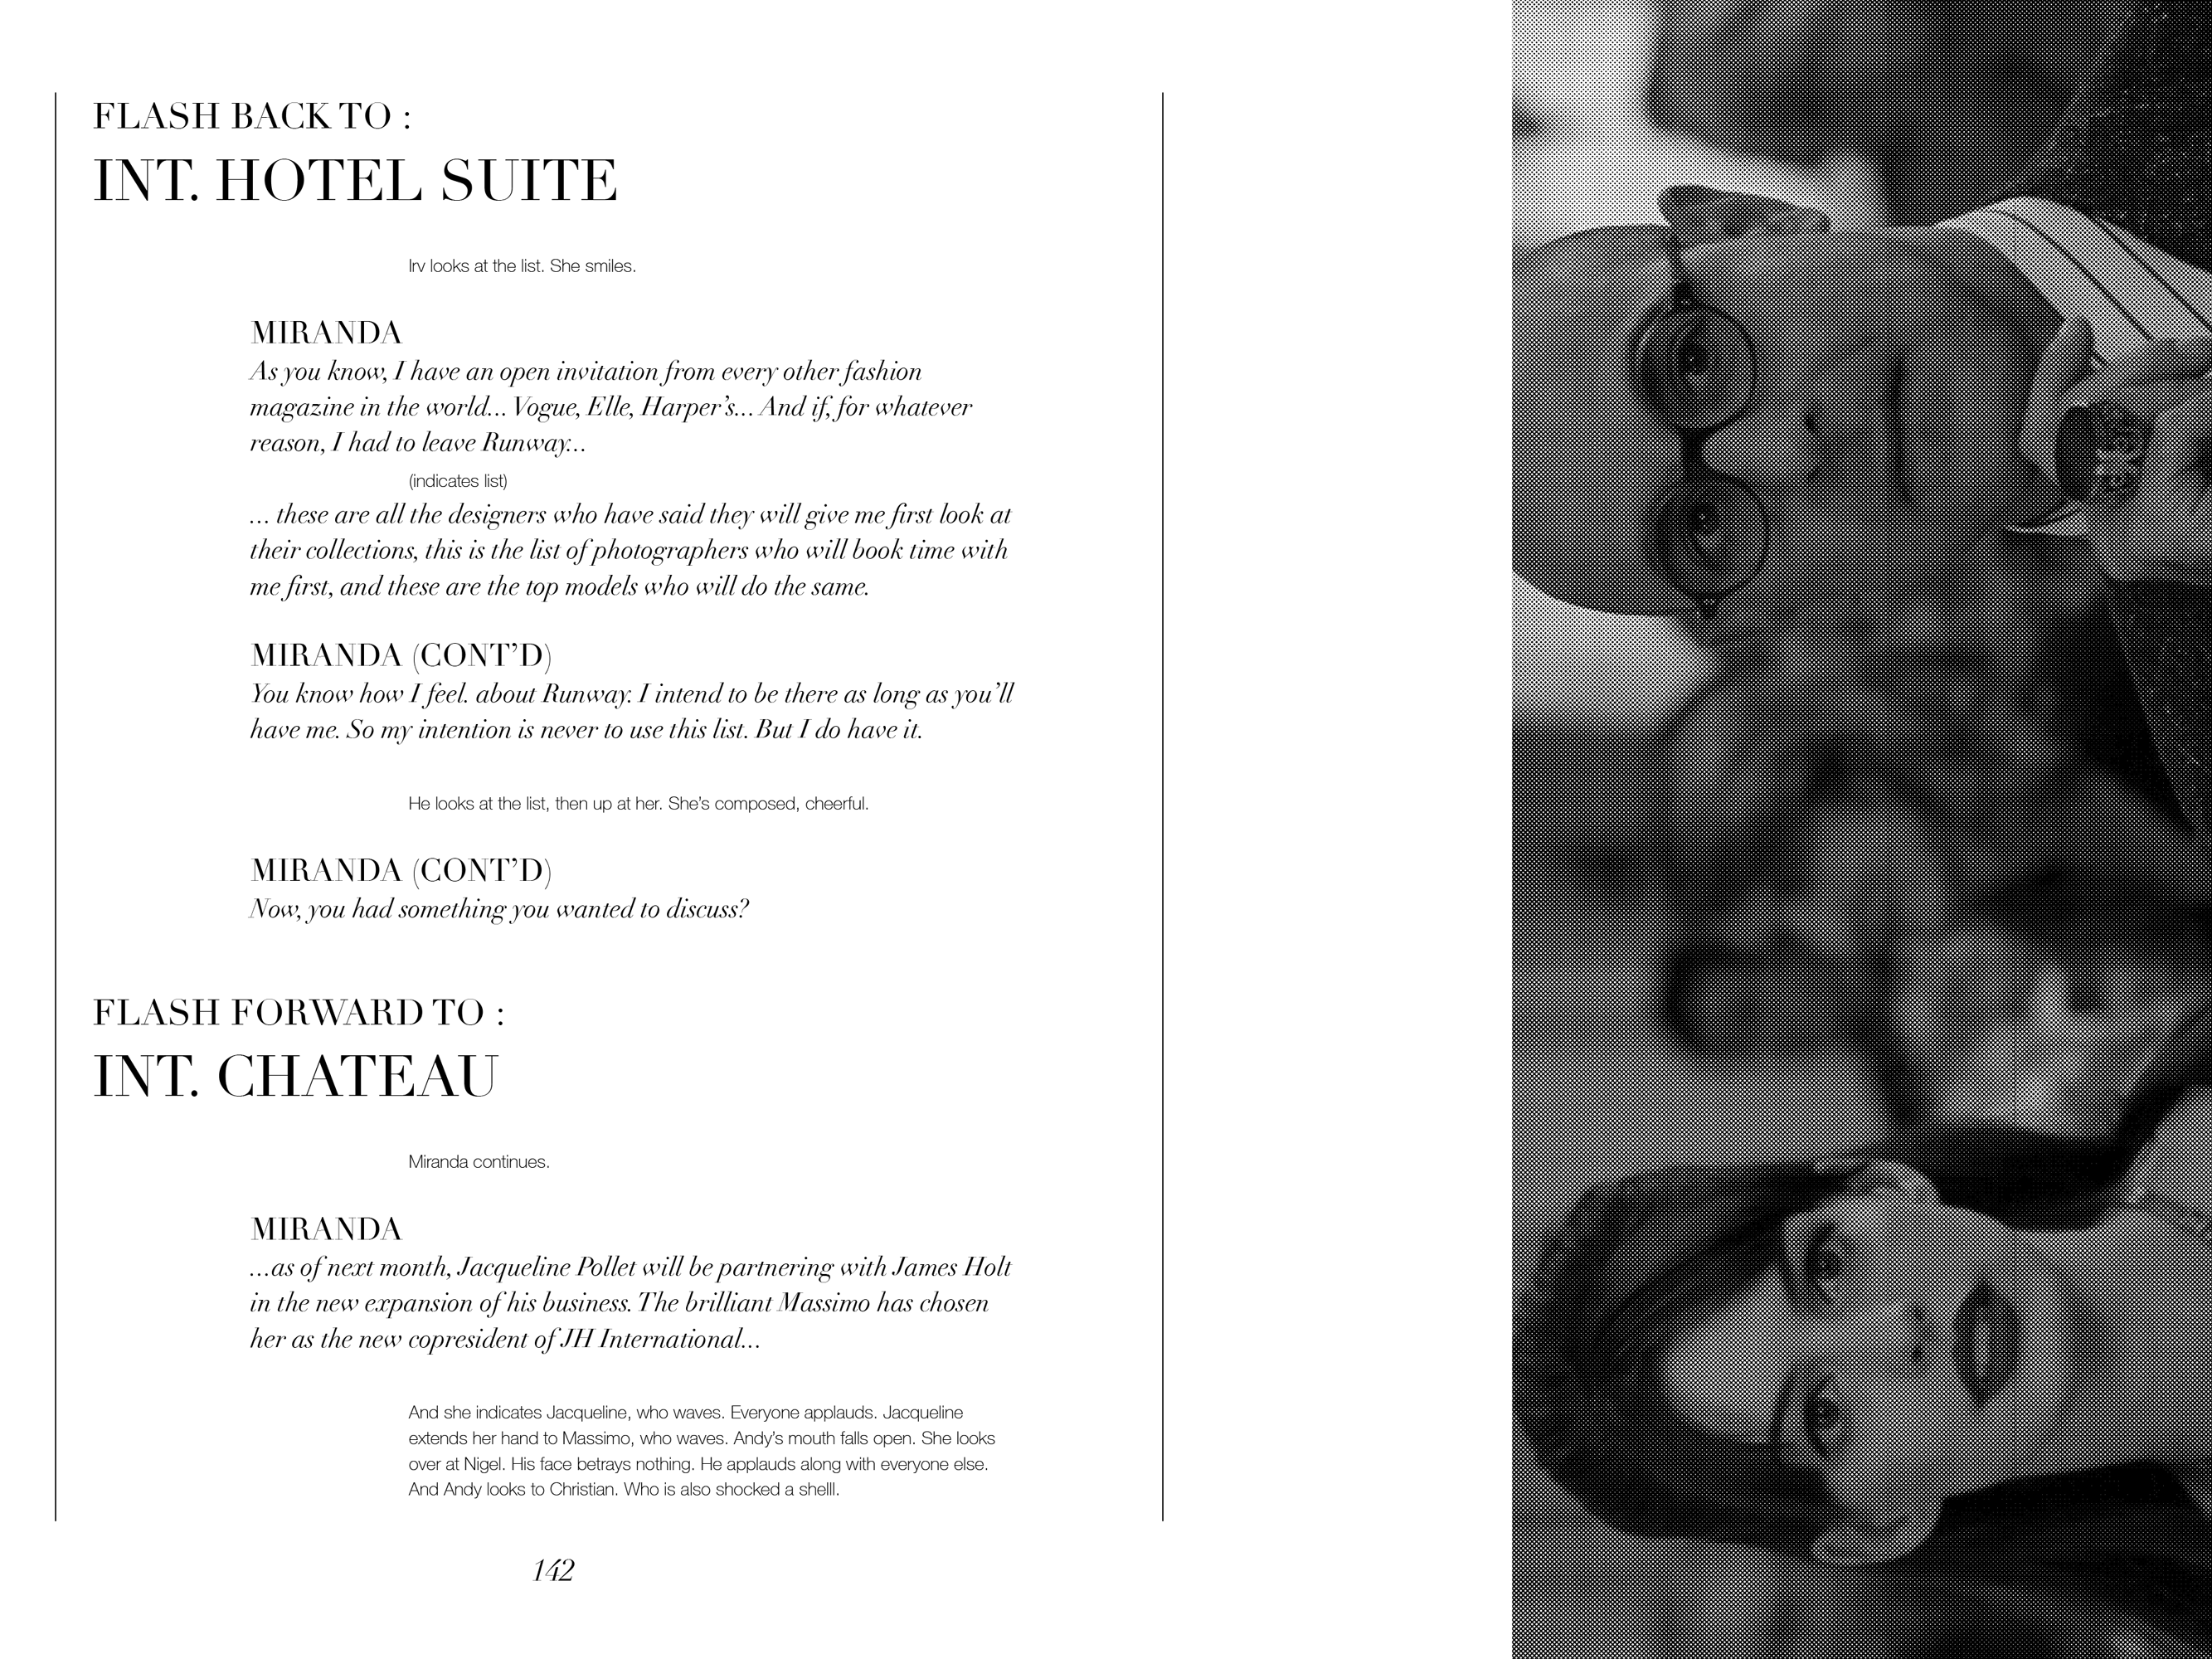 FLASH BACK TO :
INT. HOTEL SUITE
Irv looks at the list. She smiles.
MIRANDA
As you know, I have an open invitation from every other fashion
magazine in the world... Vogue, Elle, Harper's... And if, for whatever
reason, I had to leave Runway...
(indicates list)
... these are all the designers who have said they will give me first look at
their collections, this is the list of photographers who will book time with
me first, and these are the top models who will do the same.
MIRANDA (CONT'D)
You know how I feel. about Runway. I intend to be there as long as you'll
have me. So my intention is never to use this list. But I do have it.
He looks at the list, then up at her. She's composed, cheerful.
MIRANDA (CONT'D)
Now, you had something you wanted to discuss?
FLASH FORWARD TO :
INT. CHATEAU
Miranda continues.
MIRANDA
...as of next month, Jacqueline Pollet will be partnering with James Holt
in the new expansion of his business. The brilliant Massimo has chosen
her as the new copresident of JH International...
And she indicates Jacqueline, who waves. Everyone applauds. Jacqueline
extends her hand to Massimo, who waves. Andy's mouth falls open. She looks
over at Nigel. His face betrays nothing. He applauds along with everyone else.
And Andy looks to Christian. Who is also shocked a shelll.
142